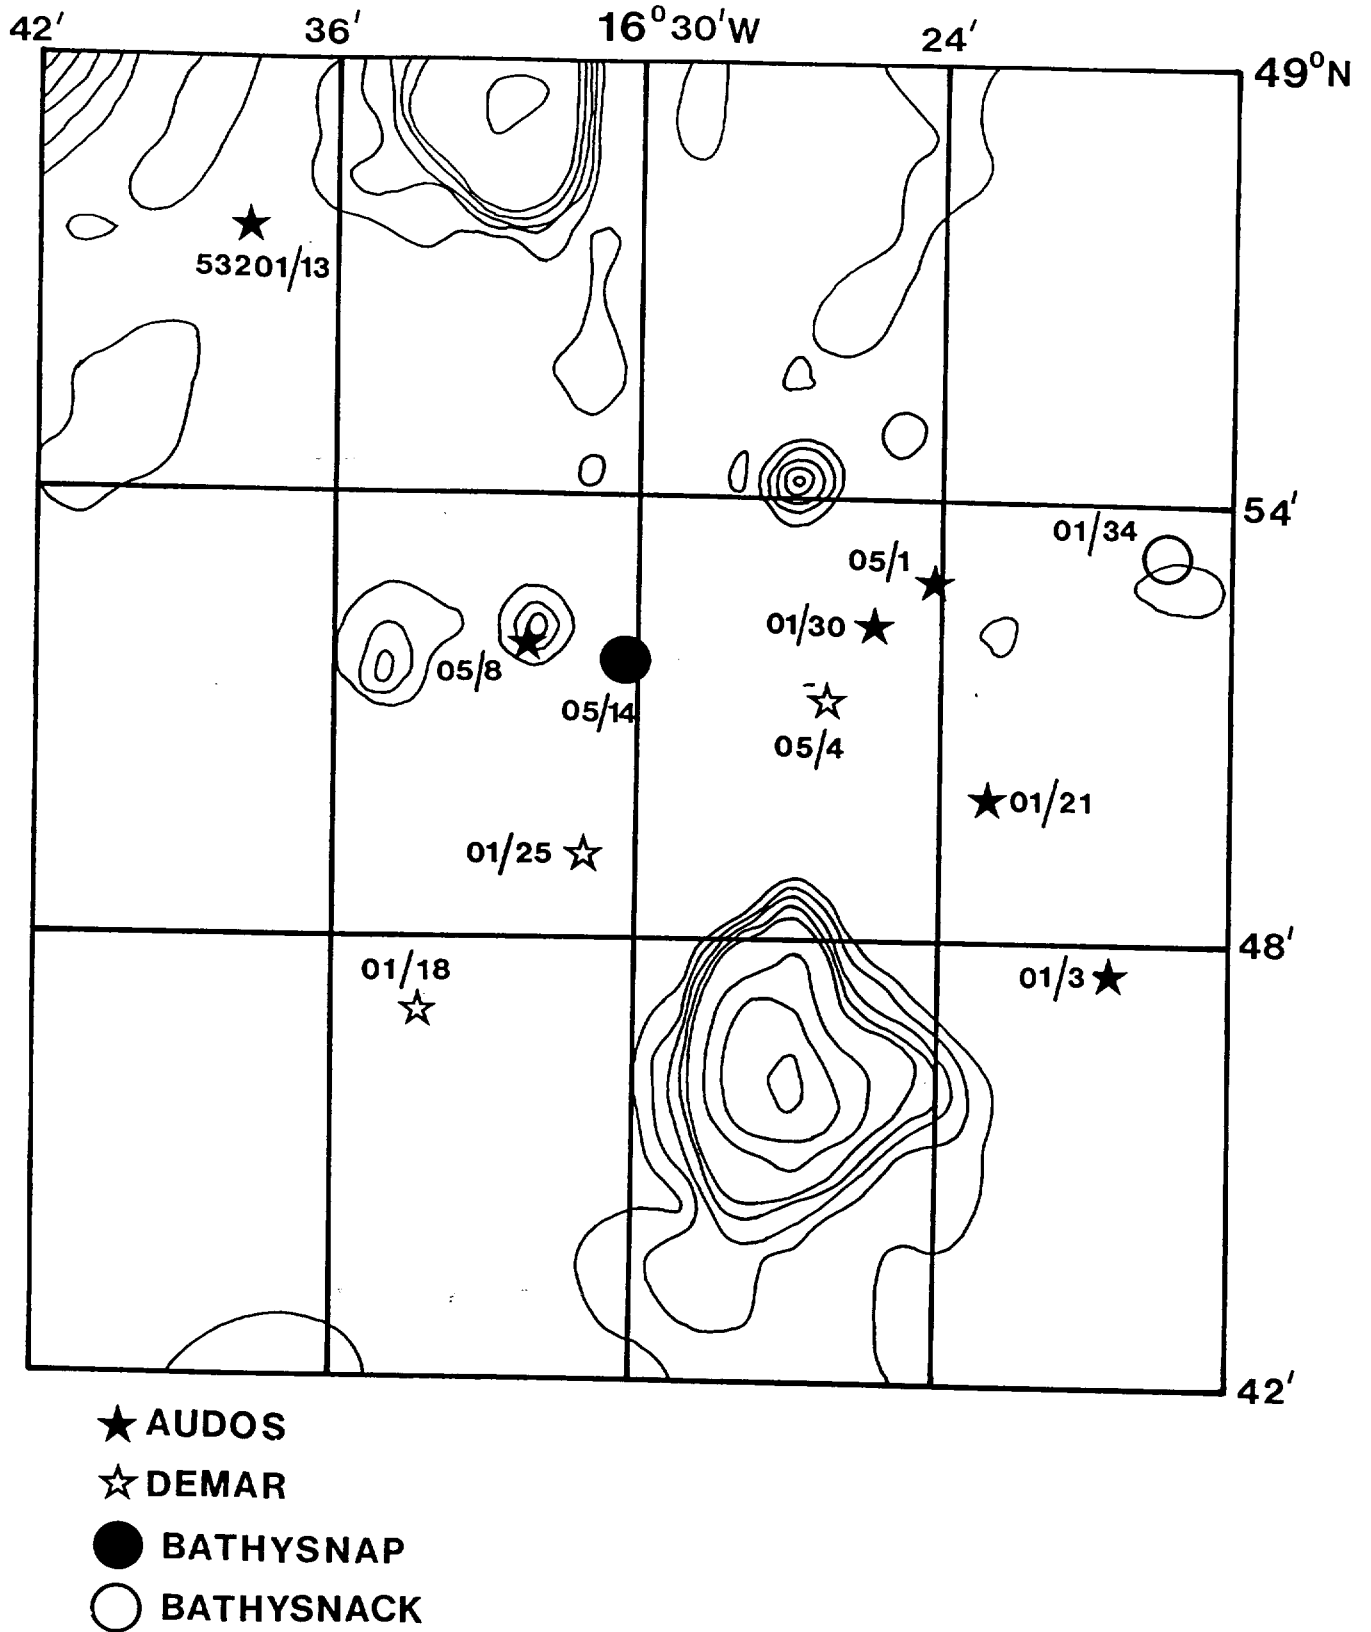 42′ 36′ 16°30′W 24′
49°N
53201/13
54′
01/34
05/1
01/30
05/8
05/14
05/4
01/21
01/25
48′
01/18
01/3
42′
AUDOS
DEMAR
BATHYSNAP
BATHYSNACK